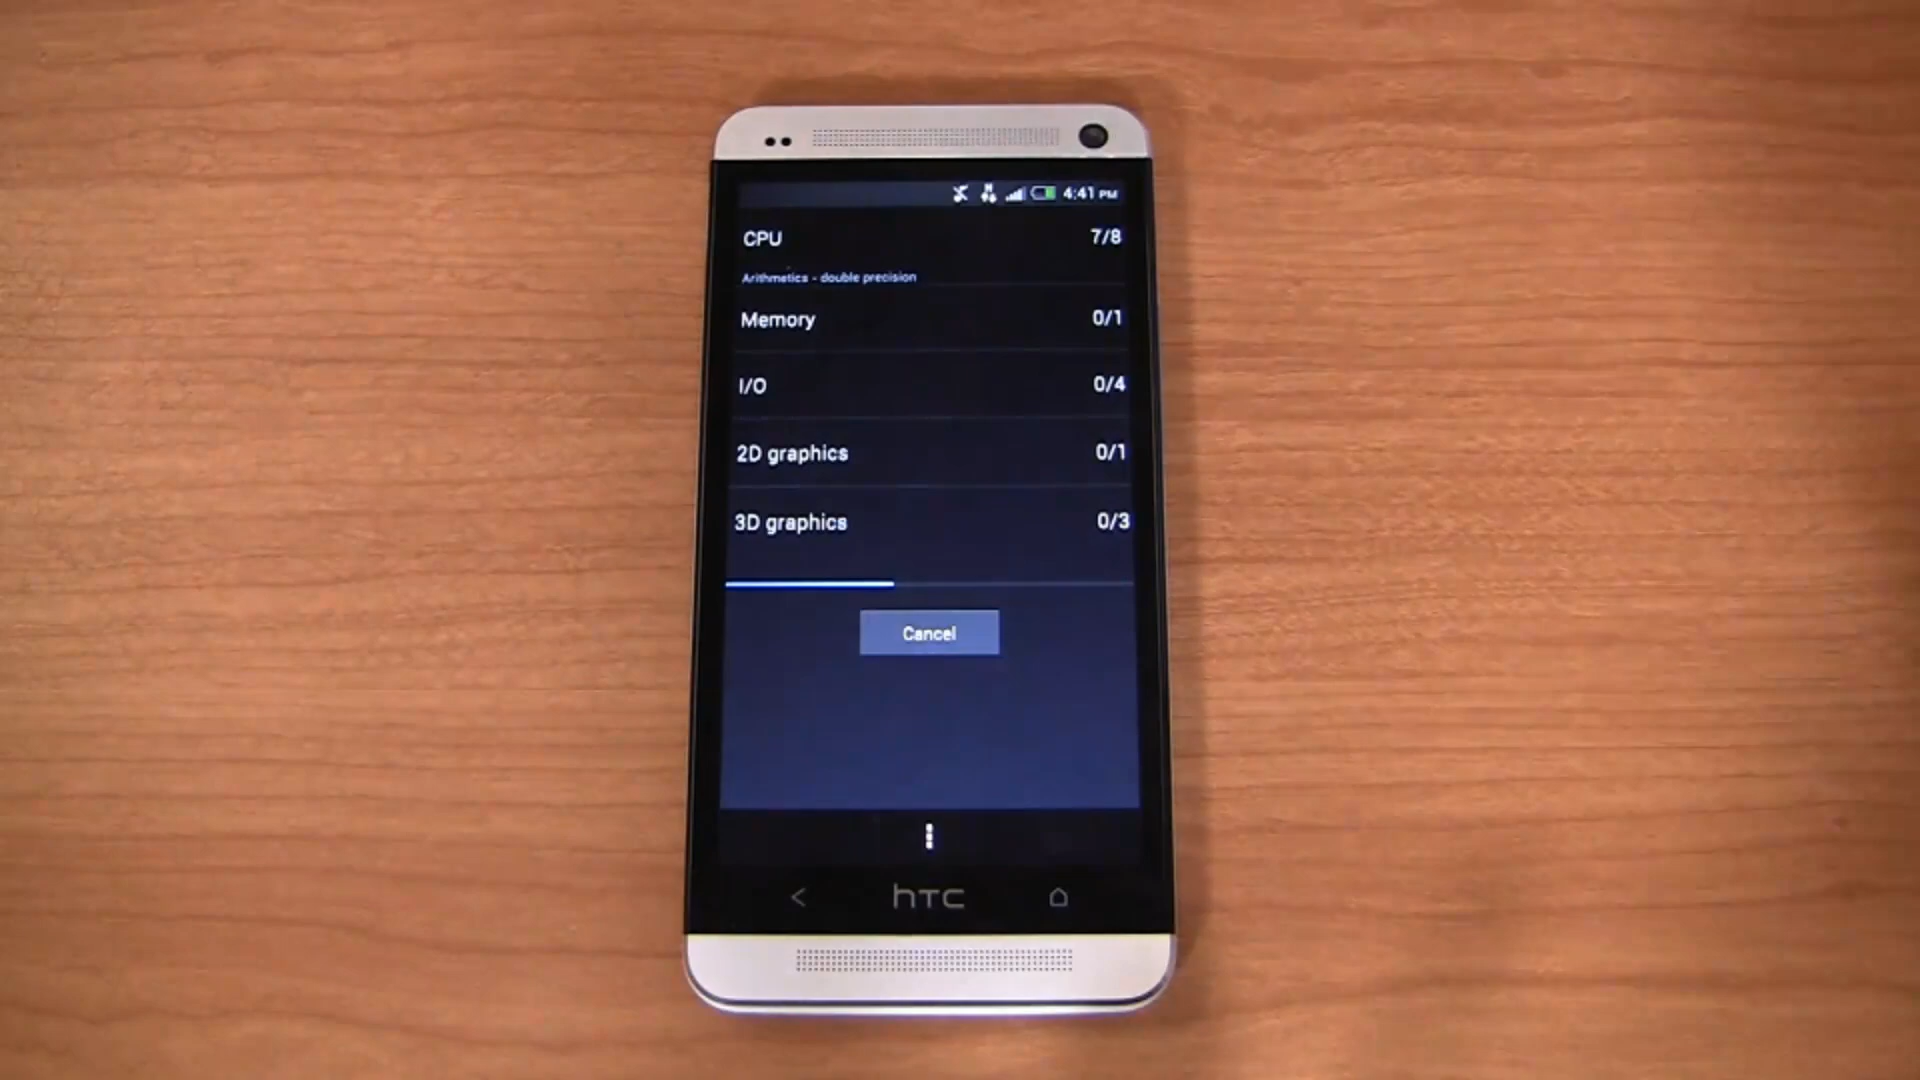 4:41 PM
CPU 7/8
Arithmetics - double precision
Memory 0/1
I/O 0/4
2D graphics 0/1
3D graphics 0/3
Cancel
hTC